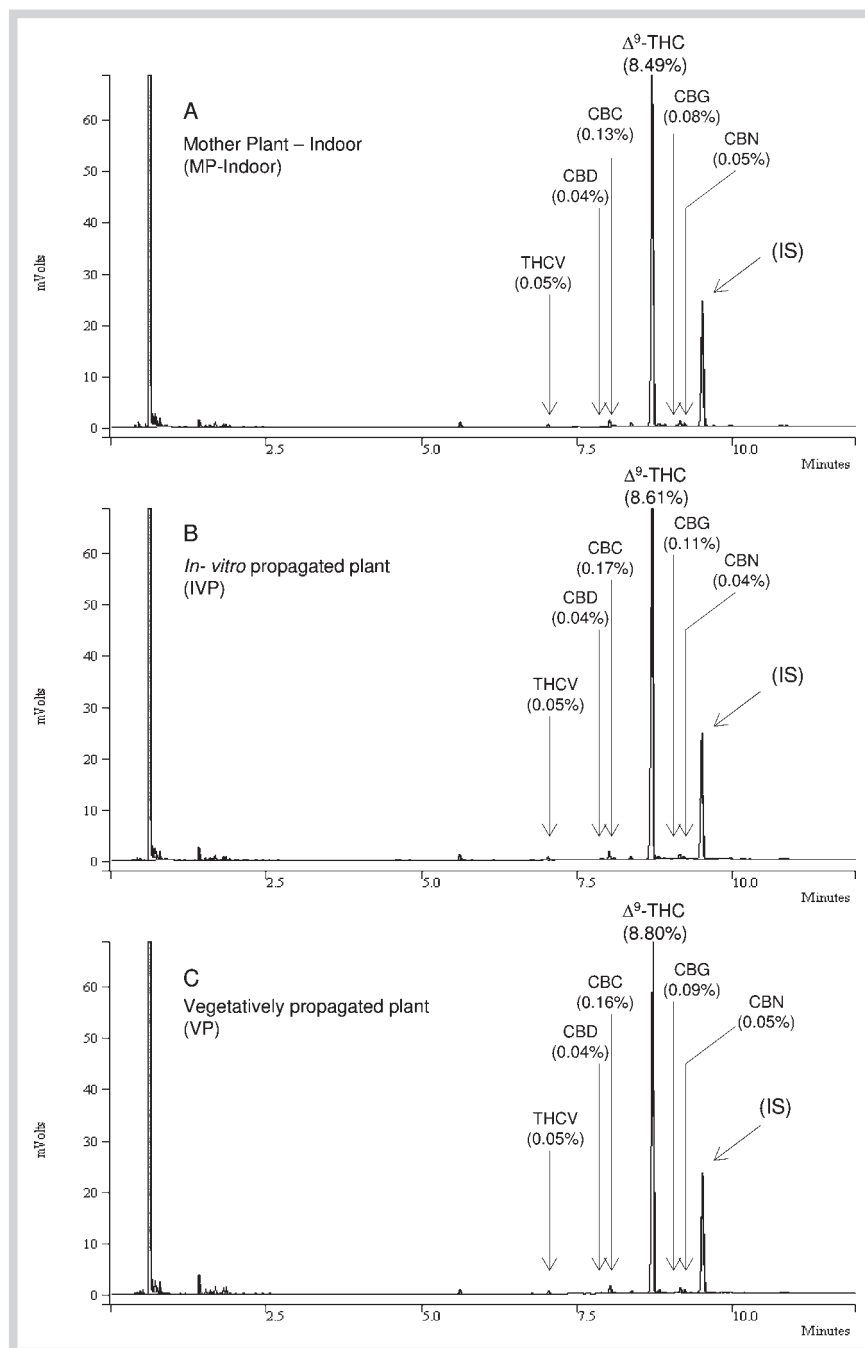 Δ⁹-THC
(8.49%)
A
Mother Plant – Indoor
(MP-Indoor)
CBC
(0.13%)
CBG
(0.08%)
CBD
(0.04%)
CBN
(0.05%)
THCV
(0.05%)
(IS)
mVolts
60
50
40
30
20
10
0
2.5
5.0
7.5
10.0
Minutes
Δ⁹-THC
(8.61%)
B
In- vitro propagated plant
(IVP)
CBC
(0.17%)
CBG
(0.11%)
CBD
(0.04%)
CBN
(0.04%)
THCV
(0.05%)
(IS)
mVolts
60
50
40
30
20
10
0
2.5
5.0
7.5
10.0
Minutes
Δ⁹-THC
(8.80%)
C
Vegetatively propagated plant
(VP)
CBC
(0.16%)
CBG
(0.09%)
CBD
(0.04%)
CBN
(0.05%)
THCV
(0.05%)
(IS)
mVolts
60
50
40
30
20
10
0
2.5
5.0
7.5
10.0
Minutes